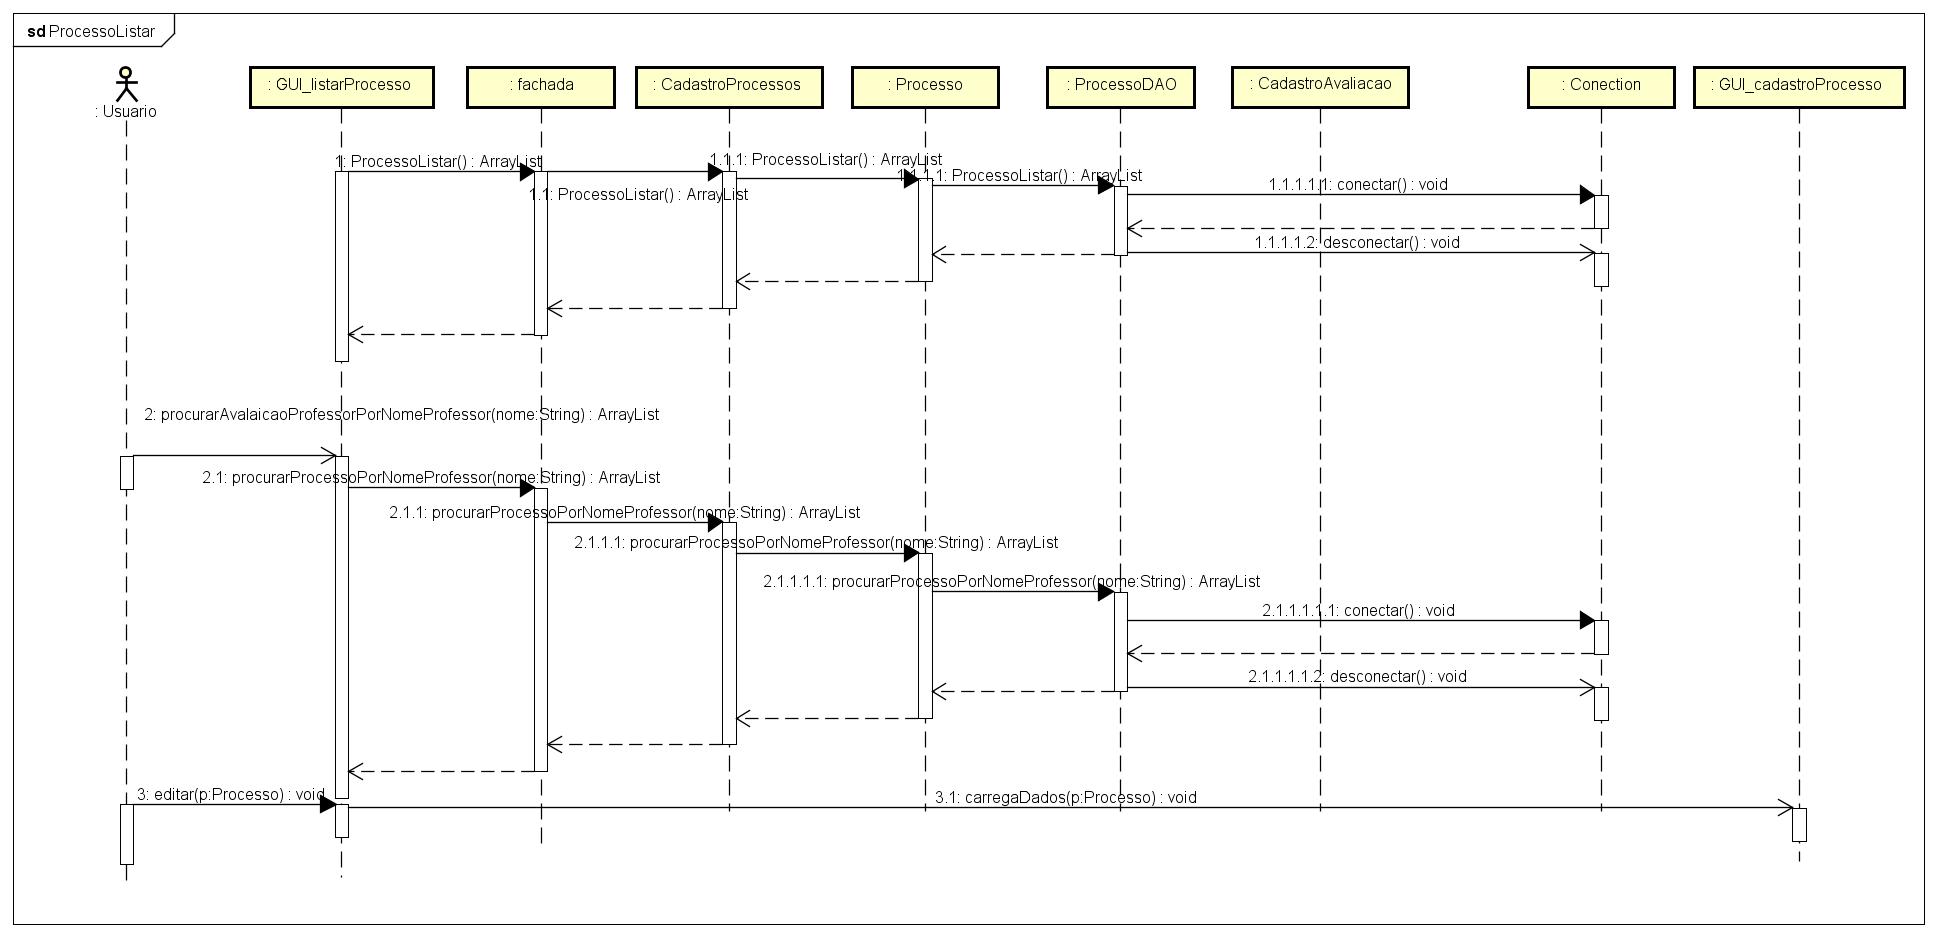 sd ProcessoListar
: Usuario
: GUI_listarProcesso
: fachada
: CadastroProcessos
: Processo
: ProcessoDAO
: CadastroAvaliacao
: Conection
: GUI_cadastroProcesso
1: ProcessoListar() : ArrayList
1.1: ProcessoListar() : ArrayList
1.1.1: ProcessoListar() : ArrayList
1.1.1.1: ProcessoListar() : ArrayList
1.1.1.1.1: conectar() : void
1.1.1.1.2: desconectar() : void
2: procurarAvalaicaoProfessorPorNomeProfessor(nome:String) : ArrayList
2.1: procurarProcessoPorNomeProfessor(nome:String) : ArrayList
2.1.1: procurarProcessoPorNomeProfessor(nome:String) : ArrayList
2.1.1.1: procurarProcessoPorNomeProfessor(nome:String) : ArrayList
2.1.1.1.1: procurarProcessoPorNomeProfessor(nome:String) : ArrayList
2.1.1.1.1.1: conectar() : void
2.1.1.1.1.2: desconectar() : void
3: editar(p:Processo) : void
3.1: carregaDados(p:Processo) : void